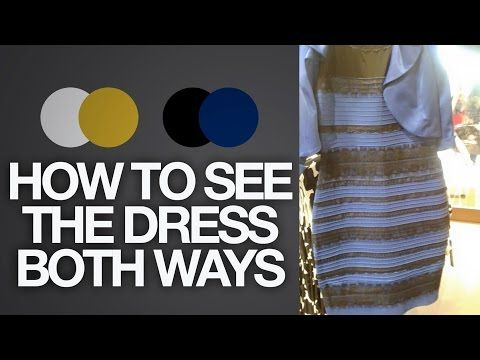 HOW TO SEE
THE DRESS
BOTH WAYS